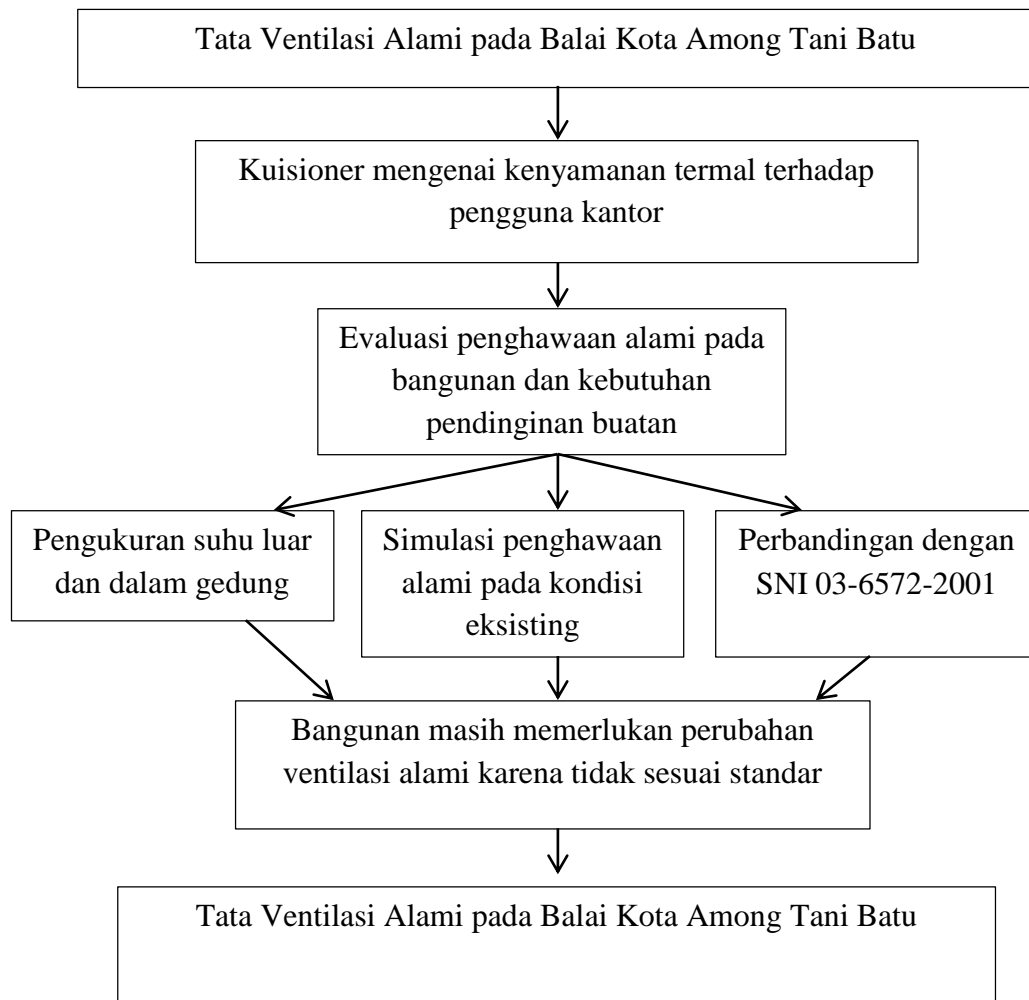 Tata Ventilasi Alami pada Balai Kota Among Tani Batu
Kuisioner mengenai kenyamanan termal terhadap
pengguna kantor
Evaluasi penghawaan alami pada
bangunan dan kebutuhan
pendinginan buatan
Pengukuran suhu luar
dan dalam gedung
Simulasi penghawaan
alami pada kondisi
eksisting
Perbandingan dengan
SNI 03-6572-2001
Bangunan masih memerlukan perubahan
ventilasi alami karena tidak sesuai standar
Tata Ventilasi Alami pada Balai Kota Among Tani Batu